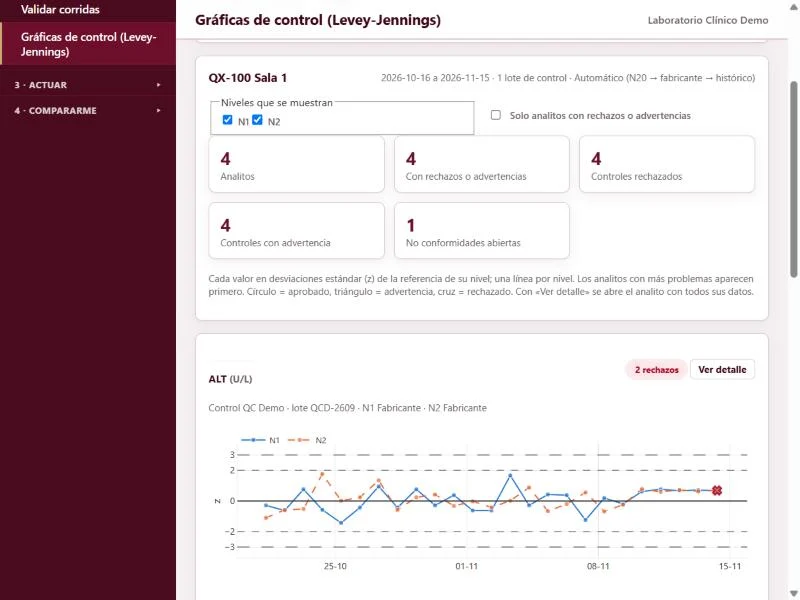 Validar corridas
Gráficas de control (Levey-
Jennings)
3 · ACTUAR
4 · COMPARARME
Gráficas de control (Levey-Jennings)
Laboratorio Clínico Demo
QX-100 Sala 1
2026-10-16 a 2026-11-15 · 1 lote de control · Automático (N20 → fabricante → histórico)
Niveles que se muestran
N1 N2
Solo analitos con rechazos o advertencias
4
Analitos
4
Con rechazos o advertencias
4
Controles rechazados
4
Controles con advertencia
1
No conformidades abiertas
Cada valor en desviaciones estándar (z) de la referencia de su nivel; una línea por nivel. Los analitos con más problemas aparecen
primero. Círculo = aprobado, triángulo = advertencia, cruz = rechazado. Con «Ver detalle» se abre el analito con todos sus datos.
ALT (U/L)
2 rechazos
Ver detalle
Control QC Demo · lote QCD-2609 · N1 Fabricante · N2 Fabricante
N1 N2
3
2
0
−2
−3
z
25-10
01-11
08-11
15-11